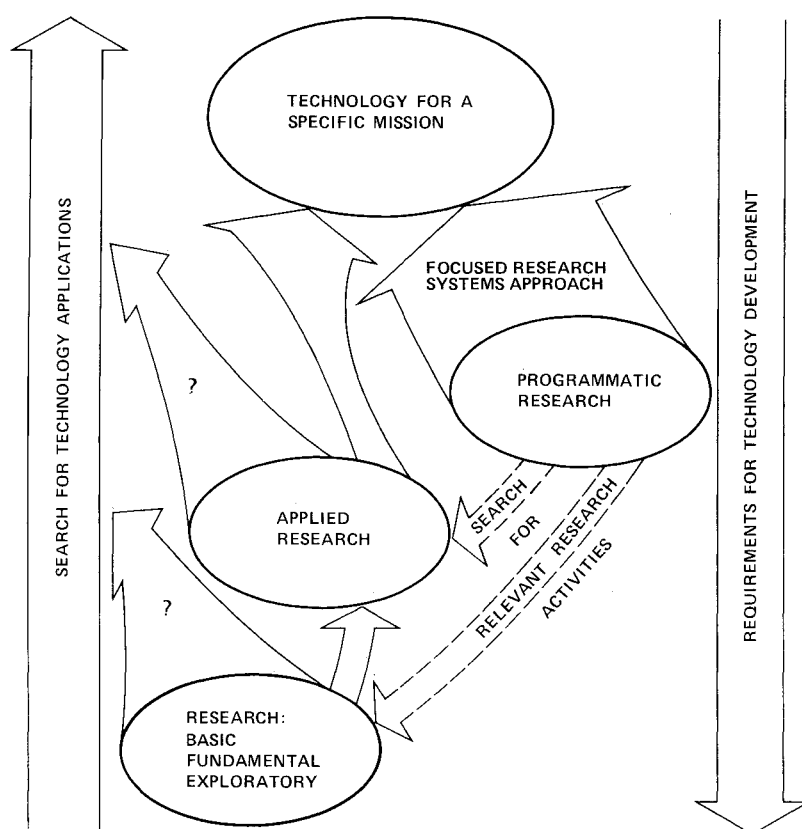 TECHNOLOGY FOR A
SPECIFIC MISSION
SEARCH FOR TECHNOLOGY APPLICATIONS
REQUIREMENTS FOR TECHNOLOGY DEVELOPMENT
FOCUSED RESEARCH
SYSTEMS APPROACH
PROGRAMMATIC
RESEARCH
?
APPLIED
RESEARCH
SEARCH
FOR
RELEVANT RESEARCH
ACTIVITIES
?
RESEARCH:
BASIC
FUNDAMENTAL
EXPLORATORY